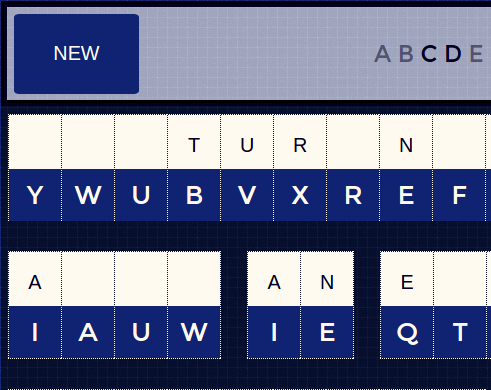 NEW A B C D E
T U R N
Y W U B V X R E F
A A N E
I A U W I E Q T